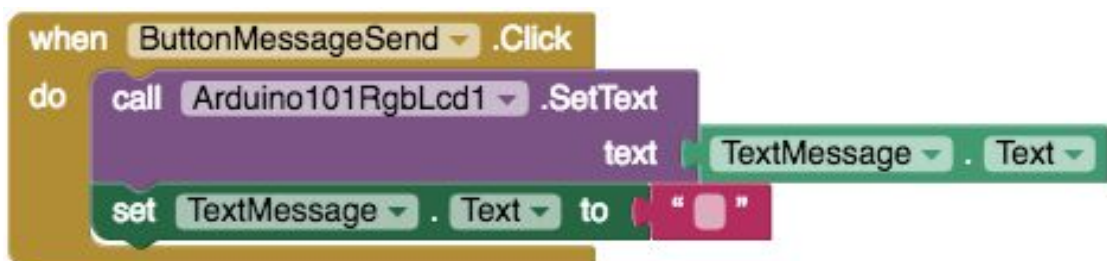 when ButtonMessageSend .Click
do call Arduino101RgbLcd1 .SetText
text TextMessage . Text
set TextMessage . Text to “ ”